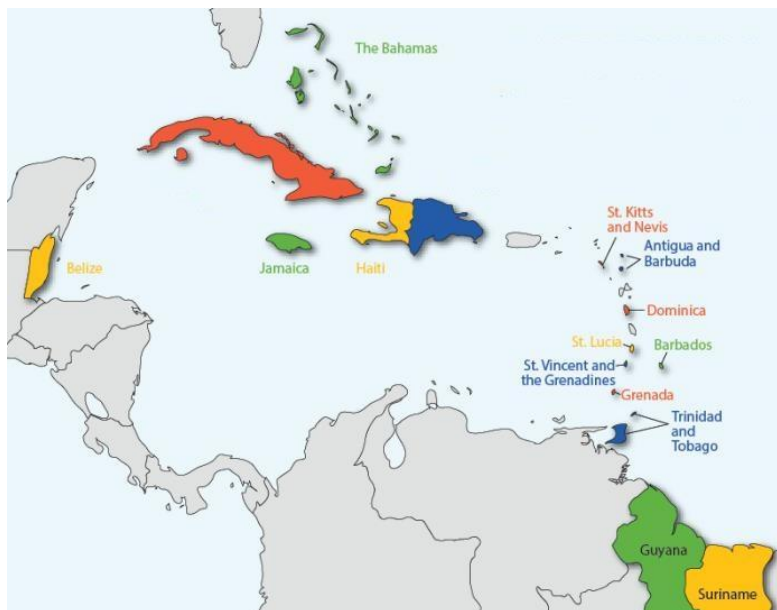 The Bahamas
St. Kitts
and Nevis
Antigua and
Barbuda
Belize
Jamaica
Haiti
Dominica
St. Lucia
Barbados
St. Vincent and
the Grenadines
Grenada
Trinidad
and
Tobago
Guyana
Suriname